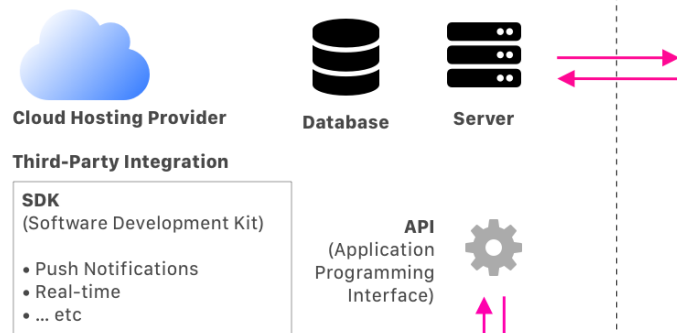 Cloud Hosting Provider
Database
Server
Third-Party Integration
SDK
(Software Development Kit)
• Push Notifications
• Real-time
• ... etc
API
(Application
Programming
Interface)